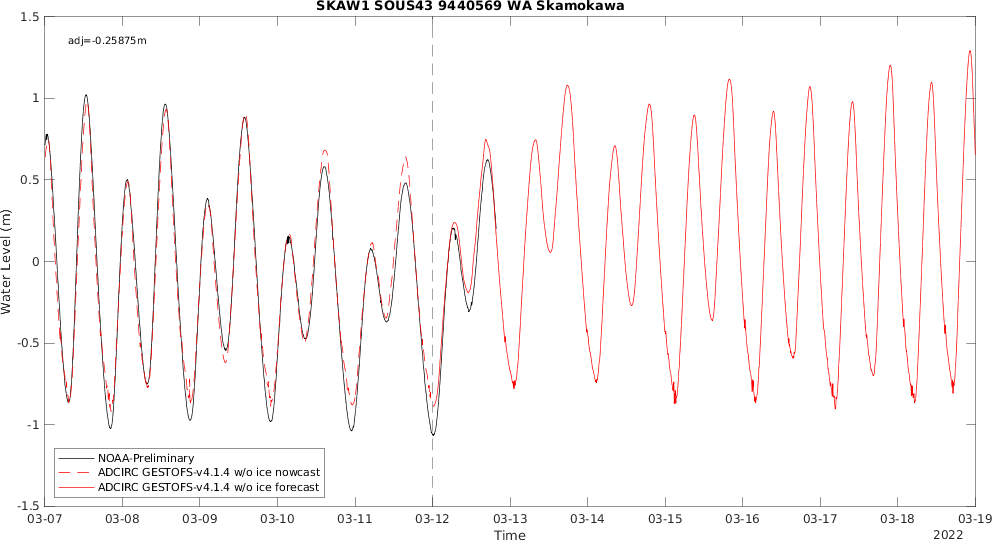 SKAW1 SOUS43 9440569 WA Skamokawa
adj=-0.25875m
1.5
1
0.5
0
-0.5
-1
-1.5
Water Level (m)
NOAA-Preliminary
ADCIRC GESTOFS-v4.1.4 w/o ice nowcast
ADCIRC GESTOFS-v4.1.4 w/o ice forecast
03-07 03-08 03-09 03-10 03-11 03-12 03-13 03-14 03-15 03-16 03-17 03-18 03-19
Time
2022